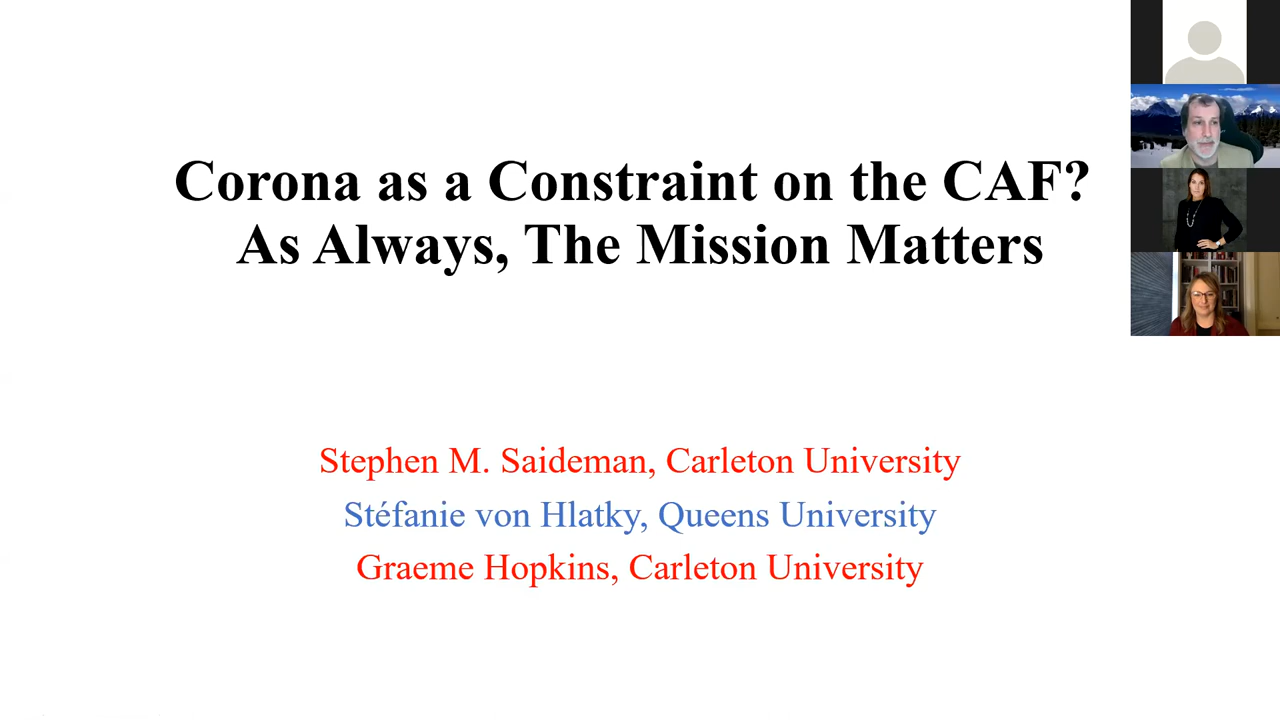 Corona as a Constraint on the CAF?
As Always, The Mission Matters
Stephen M. Saideman, Carleton University
Stéfanie von Hlatky, Queens University
Graeme Hopkins, Carleton University